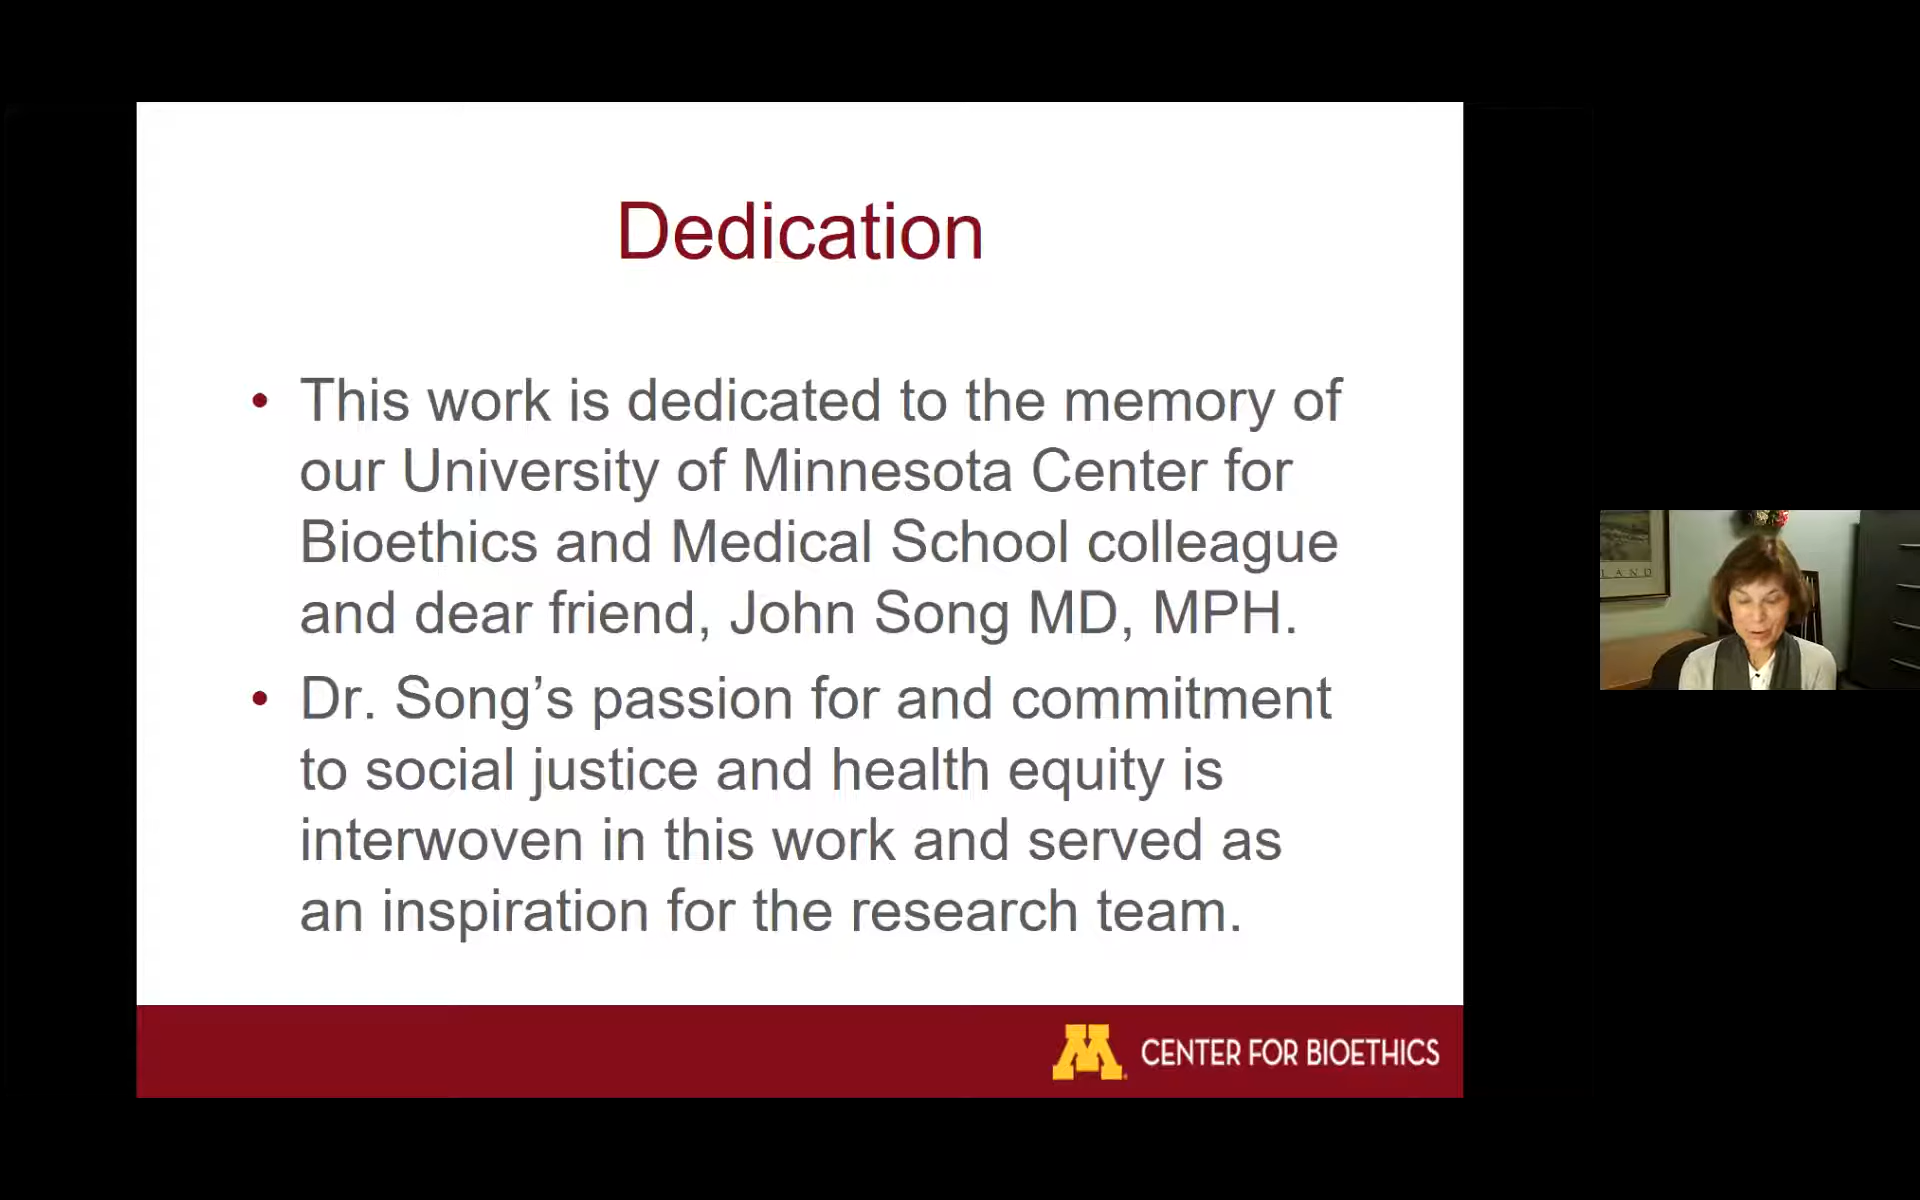 Dedication
• This work is dedicated to the memory of
our University of Minnesota Center for
Bioethics and Medical School colleague
and dear friend, John Song MD, MPH.
• Dr. Song’s passion for and commitment
to social justice and health equity is
interwoven in this work and served as
an inspiration for the research team.
M CENTER FOR BIOETHICS
LAND